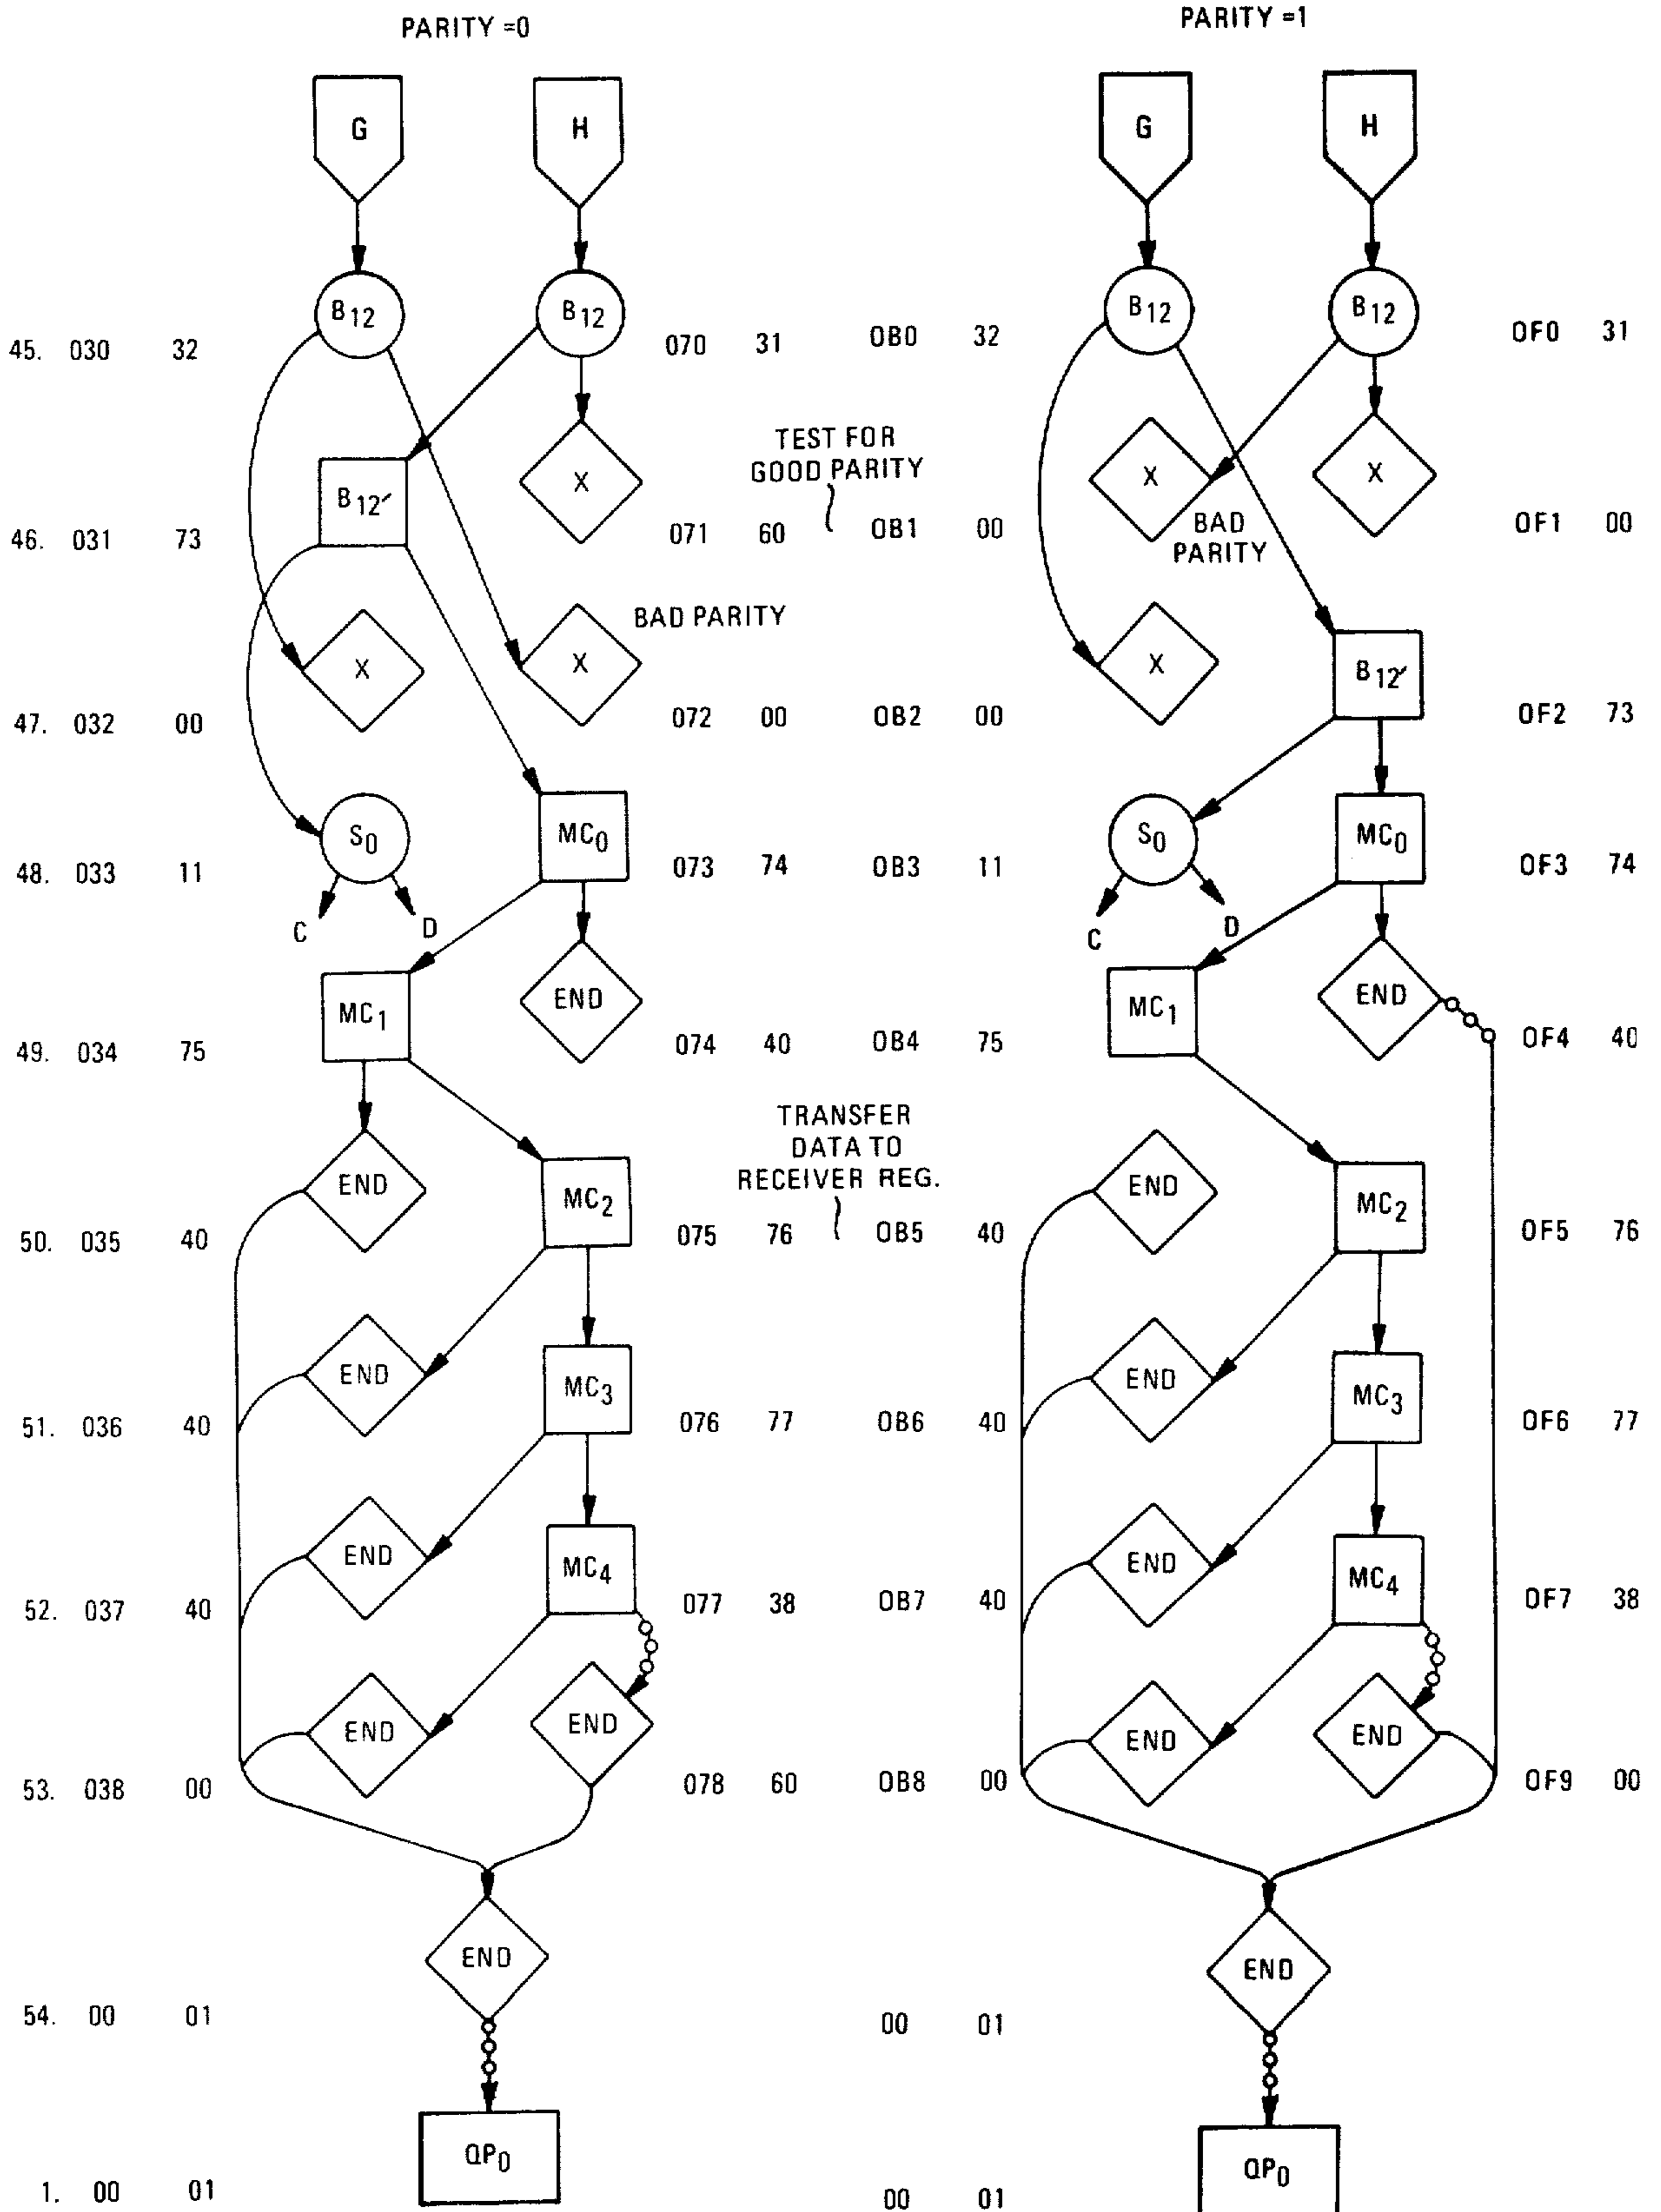 PARITY =0 PARITY =1
G H G H
B12 B12 B12 B12
45. 030 32 070 31 0B0 32 0F0 31
TEST FOR
GOOD PARITY
X X X
B12′
BAD
PARITY
46. 031 73 071 60 0B1 00 0F1 00
BAD PARITY
X X X B12′
47. 032 00 072 00 0B2 00 0F2 73
S0 MC0 S0 MC0
48. 033 11 073 74 0B3 11 0F3 74
C D C D
MC1 END MC1 END
49. 034 75 074 40 0B4 75 0F4 40
TRANSFER
DATA TO
RECEIVER REG.
END MC2 END MC2
50. 035 40 075 76 0B5 40 0F5 76
END MC3 END MC3
51. 036 40 076 77 0B6 40 0F6 77
END MC4 END MC4
52. 037 40 077 38 0B7 40 0F7 38
END END END END
53. 038 00 078 60 0B8 00 0F9 00
END END
54. 00 01 00 01
QP0 QP0
1. 00 01 00 01